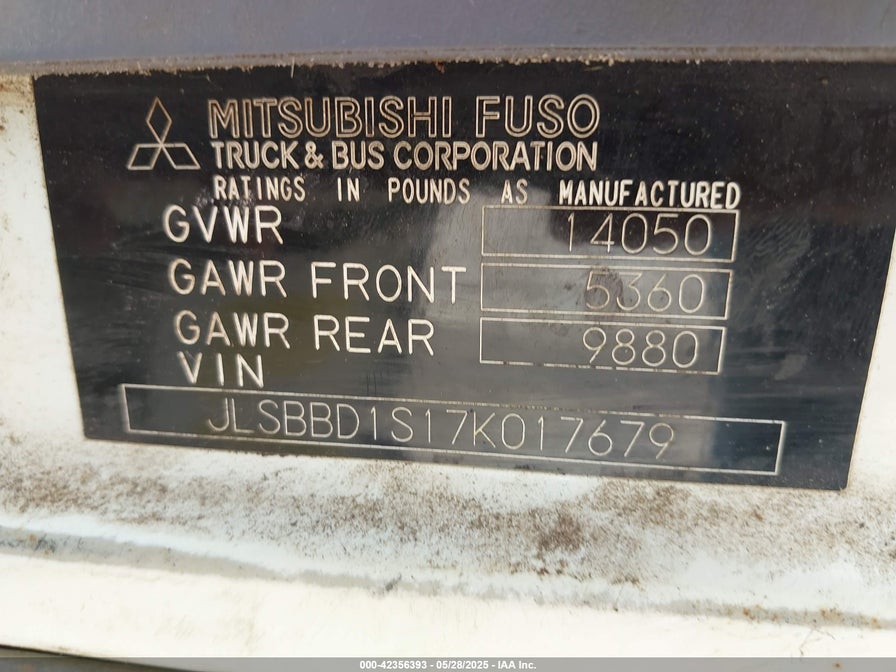 MITSUBISHI FUSO
TRUCK & BUS CORPORATION
RATINGS IN POUNDS AS MANUFACTURED
GVWR 14050
GAWR FRONT 5360
GAWR REAR 9880
VIN
JLSBBD1S17K017679
000-42356393 - 05/28/2025 - IAA Inc.